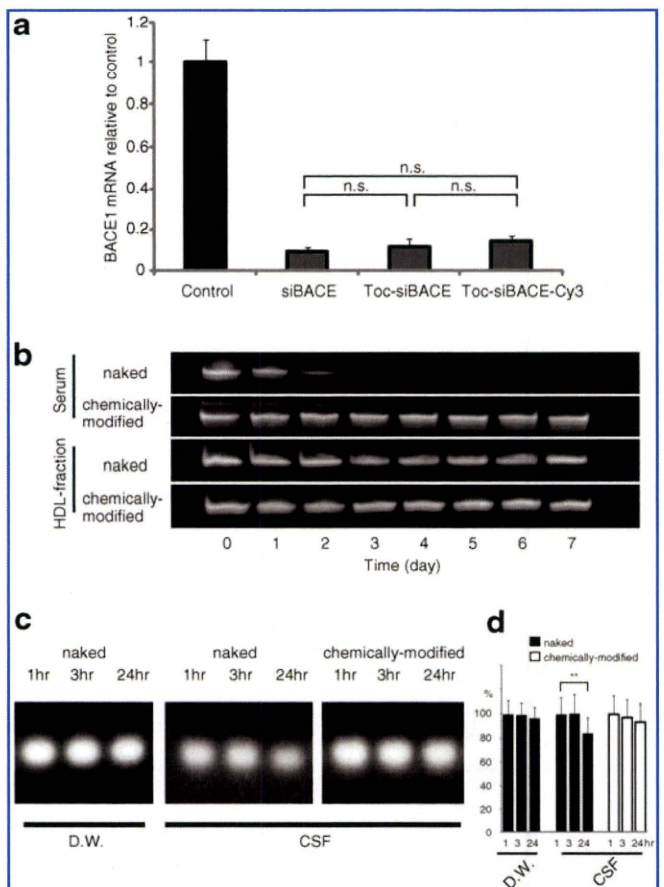 a
BACE1 mRNA relative to control
1.2
1
0.8
0.6
0.4
0.2
0
n.s.
n.s. n.s.
Control siBACE Toc-siBACE Toc-siBACE-Cy3
b
Serum
naked
chemically-
modified
HDL-fraction
naked
chemically-
modified
0 1 2 3 4 5 6 7
Time (day)
c
naked naked chemically-modified
1hr 3hr 24hr 1hr 3hr 24hr 1hr 3hr 24hr
D.W. CSF
d
naked
chemically-modified
%
**
100
80
60
40
20
0
1 3 24 1 3 24 1 3 24hr
D.W. CSF